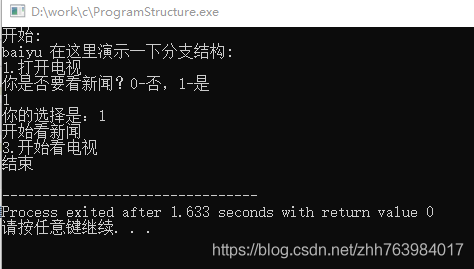 D:\work\c\ProgramStructure.exe
开始:
baiyu 在这里演示一下分支结构:
1.打开电视
你是否要看新闻？0-否，1-是
1
你的选择是：1
开始看新闻
3.开始看电视
结束
--------------------------------
Process exited after 1.633 seconds with return value 0
请按任意键继续. . .
https://blog.csdn.net/zhh763984017